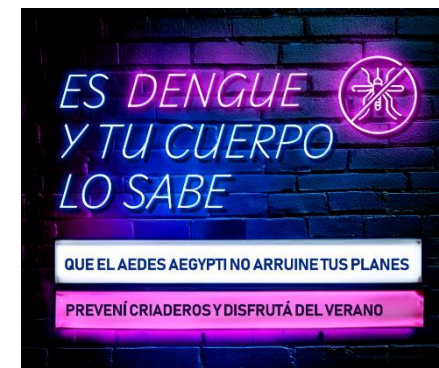 ES DENGUE
Y TU CUERPO
LO SABE
QUE EL AEDES AEGYPTI NO ARRUINE TUS PLANES
PREVENÍ CRIADEROS Y DISFRUTÁ DEL VERANO